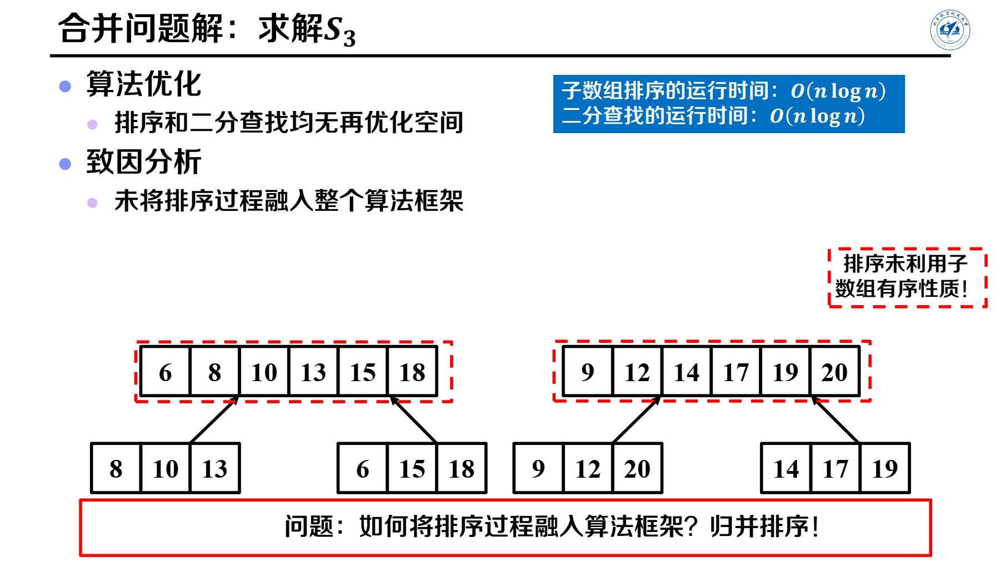 合并问题解：求解S₃
算法优化
排序和二分查找均无再优化空间
致因分析
未将排序过程融入整个算法框架
子数组排序的运行时间：O(n log n)
二分查找的运行时间：O(n log n)
排序未利用子
数组有序性质！
6 8 10 13 15 18
9 12 14 17 19 20
8 10 13
6 15 18
9 12 20
14 17 19
问题：如何将排序过程融入算法框架？归并排序！